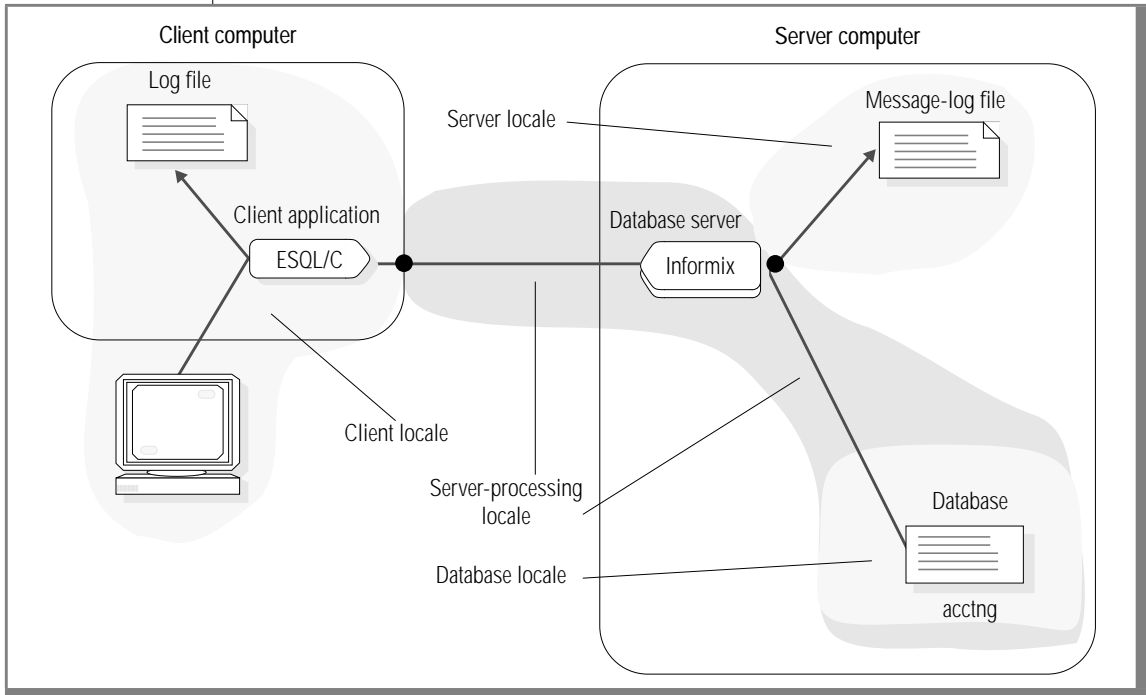 Client computer
Server computer
Log file
Message-log file
Server locale
Client application
Database server
ESQL/C
Informix
Client locale
Server-processing
locale
Database
Database locale
acctng